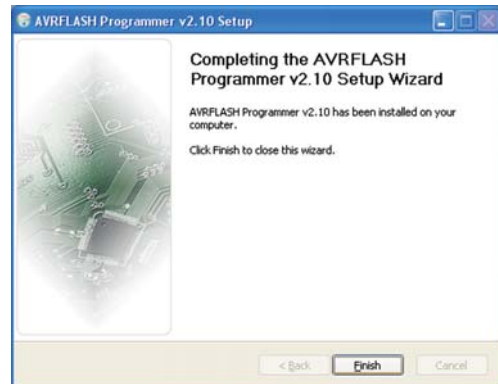 AVRFLASH Programmer v2.10 Setup
Completing the AVRFLASH
Programmer v2.10 Setup Wizard
AVRFLASH Programmer v2.10 has been installed on your
computer.
Click Finish to close this wizard.
< Back
Finish
Cancel